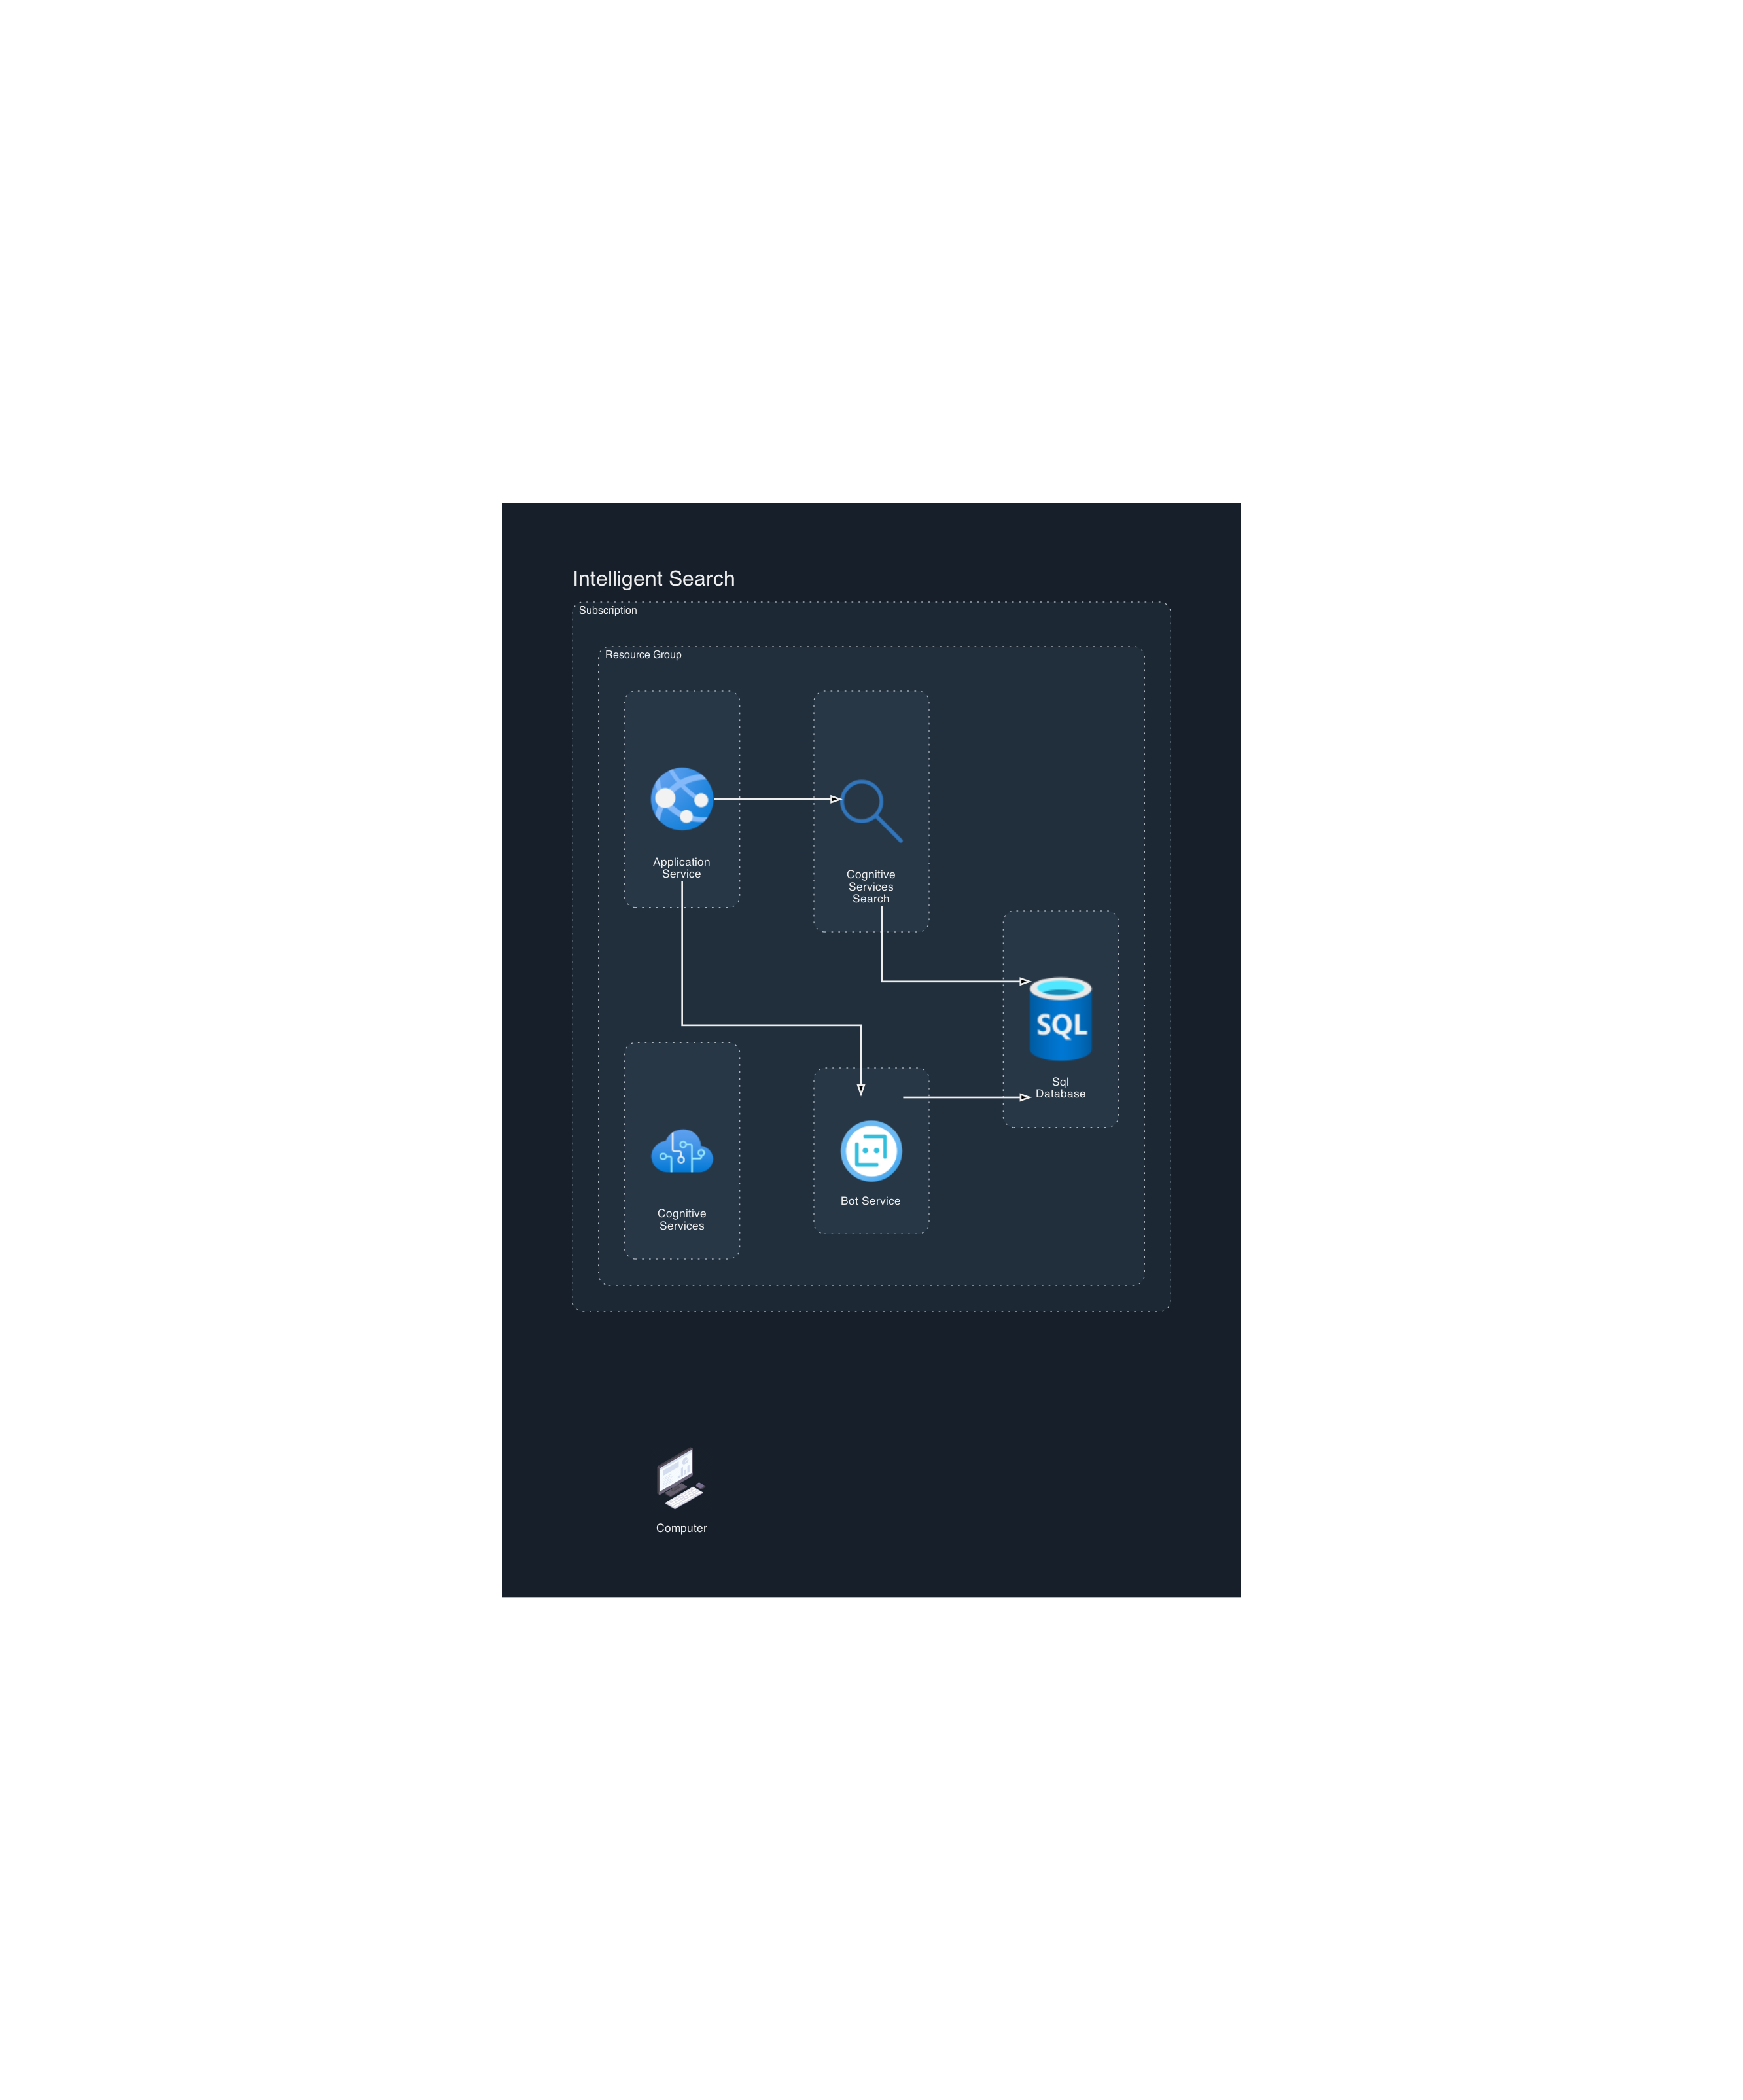 Intelligent Search
Subscription
Resource Group
Application
Service
Cognitive
Services
Search
SQL
Sql
Database
Cognitive
Services
Bot Service
Computer